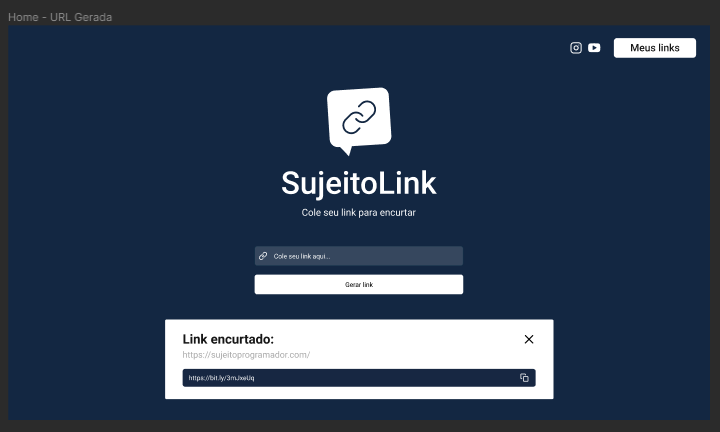 Home - URL Gerada
Meus links
SujeitoLink
Cole seu link para encurtar
Cole seu link aqui...
Gerar link
Link encurtado:
https://sujeitoprogramador.com/
https://bit.ly/3mJxeUq